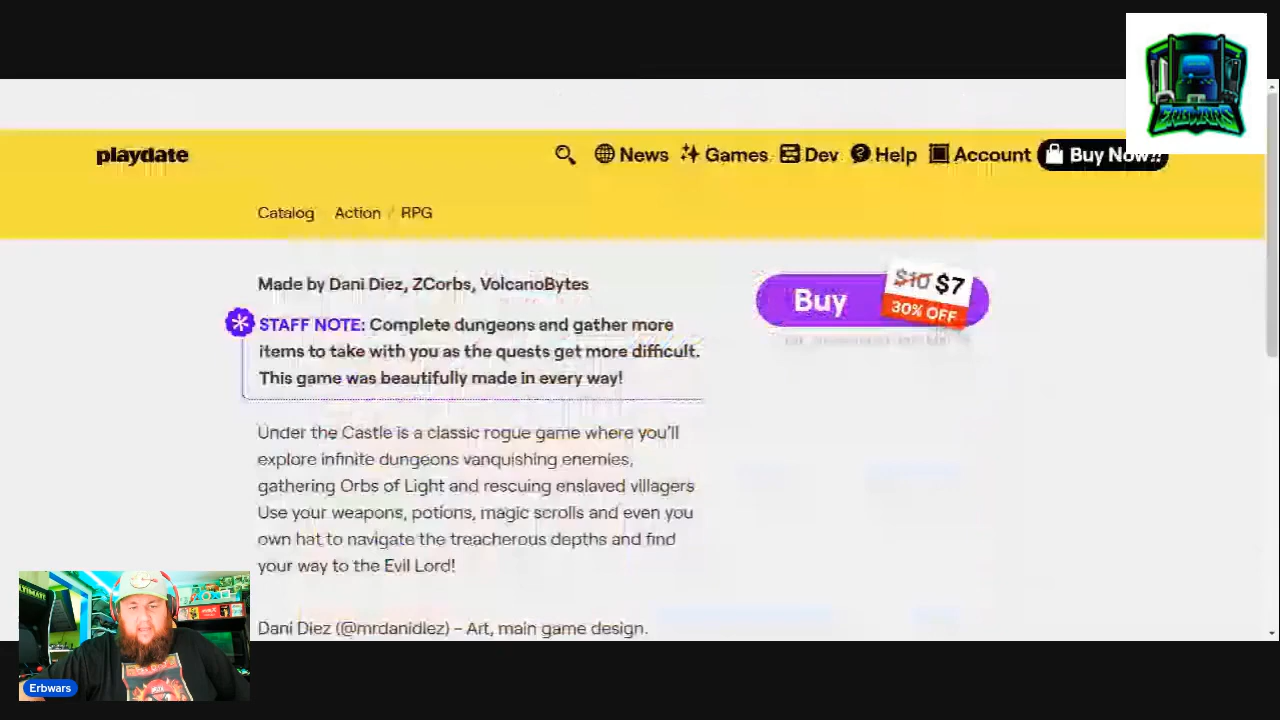 ERBWARS
playdate
News
Games
Dev
Help
Account
Buy Now!!
Catalog
Action / RPG
Made by Dani Diez, ZCorbs, VolcanoBytes
Buy
$10 $7
30% OFF
STAFF NOTE: Complete dungeons and gather more
items to take with you as the quests get more difficult.
This game was beautifully made in every way!
Under the Castle is a classic rogue game where you'll
explore infinite dungeons vanquishing enemies,
gathering Orbs of Light and rescuing enslaved villagers
Use your weapons, potions, magic scrolls and even you
own hat to navigate the treacherous depths and find
your way to the Evil Lord!
Dani Diez (@mrdanidiez) – Art, main game design.
Erbwars